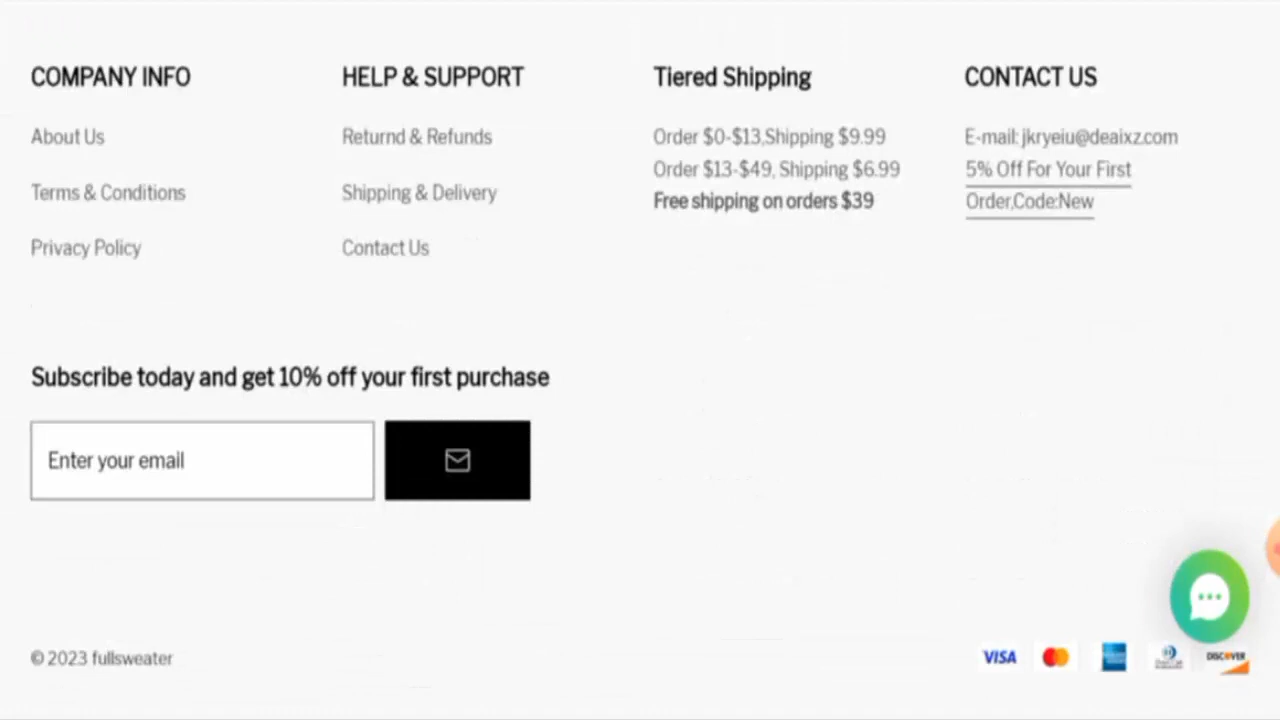 COMPANY INFO
About Us
Terms & Conditions
Privacy Policy
HELP & SUPPORT
Returnd & Refunds
Shipping & Delivery
Contact Us
Tiered Shipping
Order $0-$13,Shipping $9.99
Order $13-$49, Shipping $6.99
Free shipping on orders $39
CONTACT US
E-mail: jkryeiu@deaixz.com
5% Off For Your First
Order,Code:New
Subscribe today and get 10% off your first purchase
Enter your email
© 2023 fullsweater
VISA
DISCOVER